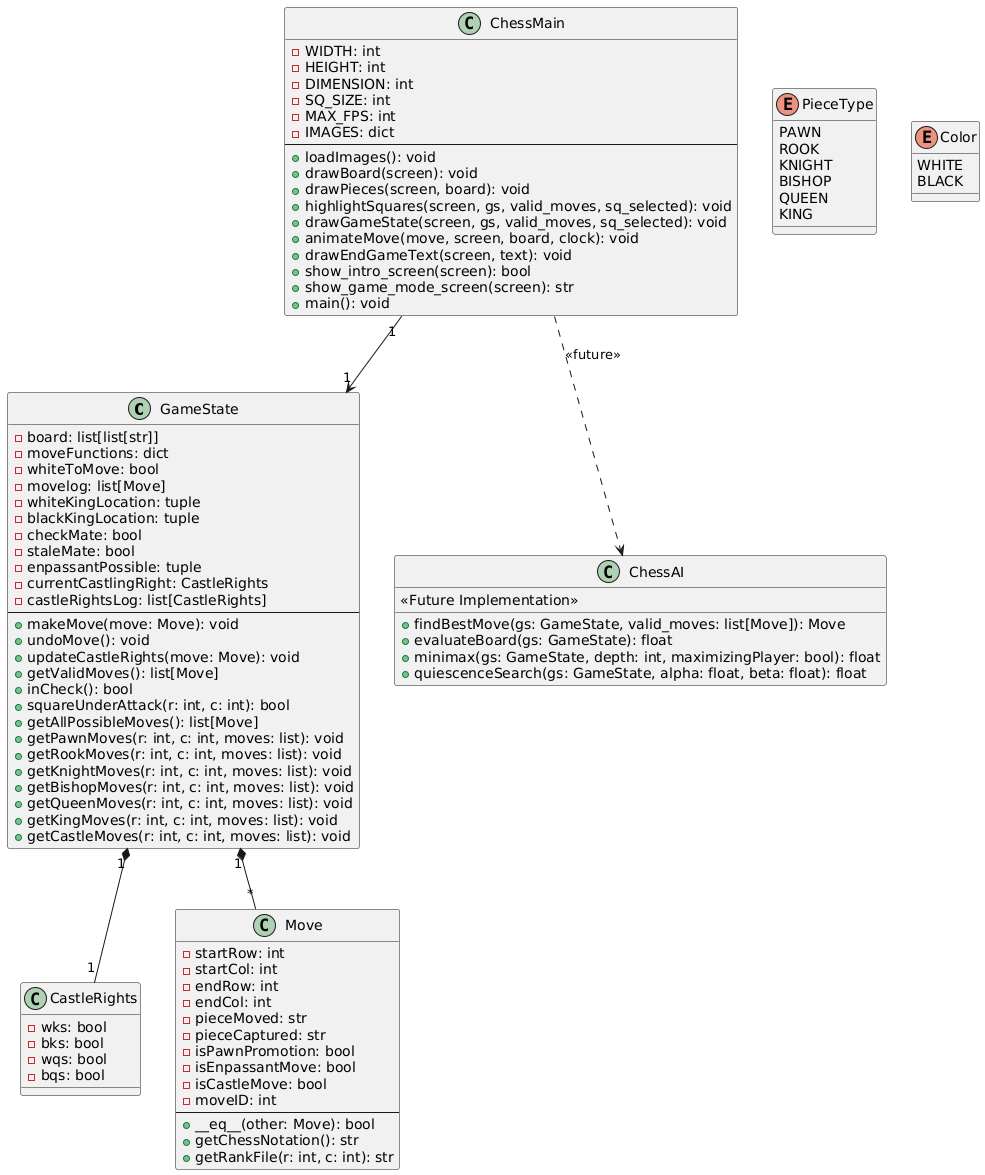 C ChessMain
WIDTH: int
HEIGHT: int
DIMENSION: int
SQ_SIZE: int
MAX_FPS: int
IMAGES: dict
loadImages(): void
drawBoard(screen): void
drawPieces(screen, board): void
highlightSquares(screen, gs, valid_moves, sq_selected): void
drawGameState(screen, gs, valid_moves, sq_selected): void
animateMove(move, screen, board, clock): void
drawEndGameText(screen, text): void
show_intro_screen(screen): bool
show_game_mode_screen(screen): str
main(): void
E PieceType
PAWN
ROOK
KNIGHT
BISHOP
QUEEN
KING
E Color
WHITE
BLACK
1
1
«future»
C GameState
board: list[list[str]]
moveFunctions: dict
whiteToMove: bool
movelog: list[Move]
whiteKingLocation: tuple
blackKingLocation: tuple
checkMate: bool
staleMate: bool
enpassantPossible: tuple
currentCastlingRight: CastleRights
castleRightsLog: list[CastleRights]
makeMove(move: Move): void
undoMove(): void
updateCastleRights(move: Move): void
getValidMoves(): list[Move]
inCheck(): bool
squareUnderAttack(r: int, c: int): bool
getAllPossibleMoves(): list[Move]
getPawnMoves(r: int, c: int, moves: list): void
getRookMoves(r: int, c: int, moves: list): void
getKnightMoves(r: int, c: int, moves: list): void
getBishopMoves(r: int, c: int, moves: list): void
getQueenMoves(r: int, c: int, moves: list): void
getKingMoves(r: int, c: int, moves: list): void
getCastleMoves(r: int, c: int, moves: list): void
C ChessAI
«Future Implementation»
findBestMove(gs: GameState, valid_moves: list[Move]): Move
evaluateBoard(gs: GameState): float
minimax(gs: GameState, depth: int, maximizingPlayer: bool): float
quiescenceSearch(gs: GameState, alpha: float, beta: float): float
1
1
1
*
C CastleRights
wks: bool
bks: bool
wqs: bool
bqs: bool
C Move
startRow: int
startCol: int
endRow: int
endCol: int
pieceMoved: str
pieceCaptured: str
isPawnPromotion: bool
isEnpassantMove: bool
isCastleMove: bool
moveID: int
__eq__(other: Move): bool
getChessNotation(): str
getRankFile(r: int, c: int): str